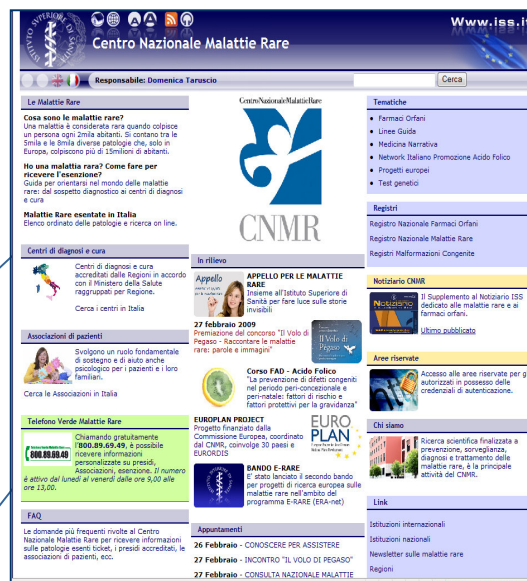 ISTITVTO SVPERIORE DI SANITÀ
Www.iss.it
Centro Nazionale Malattie Rare
Responsabile: Domenica Taruscio
Cerca
Le Malattie Rare
Cosa sono le malattie rare?
Una malattia è considerata rara quando colpisce
un persona ogni 2mila abitanti. Si contano tre le
5mila e le 8mila diverse patologie che, solo in
Europa, colpiscono più di 15milioni di abitanti.
Ho una malattia rara? Come fare per
ricevere l'esenzione?
Guida per orientarsi nel mondo delle malattie
rare: dal sospetto diagnostico ai centri di diagnosi
e cura
Malattie Rare esentate in Italia
Elenco ordinato delle patologie e ricerca on line.
Centri di diagnosi e cura
Centri di diagnosi e cura
accreditati dalle Regioni in accordo
con il Ministero della Salute
raggruppati per Regione.
Cerca i centri in Italia
Associazioni di pazienti
Svolgono un ruolo fondamentale
di sostegno e di aiuto anche
psicologico per i pazienti e i loro
familiari.
Cerca le Associazioni in Italia
Telefono Verde Malattie Rare
Chiamando gratuitamente
l'800.89.69.49, è possibile
ricevere informazioni
personalizzate su presidi,
Associazioni, esenzione. Il numero
è attivo dal lunedì al venerdì dalle ore 9,00 alle
ore 13,00.
800.89.69.49
FAQ
Le domande più frequenti rivolte al Centro
Nazionale Malattie Rare per ricevere informazioni
sulle patologie esenti ticket, i presidi accreditati, le
associazioni di pazienti, ecc.
CentroNazionaleMalattieRare
CNMR
In rilievo
Appello
APPELLO PER LE MALATTIE
RARE
Insieme all'Istituto Superiore di
Sanità per fare luce sulle storie
invisibili
27 febbraio 2009
Premiazione del concorso "Il Volo di
Pegaso - Raccontare le malattie
rare: parole e immagini"
Il Volo di
Pegaso
Corso FAD - Acido Folico
"La prevenzione di difetti congeniti
nel periodo peri-concezionale e
peri-natale: fattori di rischio e
fattori protettivi per la gravidanza"
EUROPLAN PROJECT
Progetto finanziato dalla
Commissione Europea, coordinato
dal CNMR, coinvolge 30 paesi e
EURORDIS
EURO
PLAN
BANDO E-RARE
E' stato lanciato il secondo bando
per progetti di ricerca europea sulle
malattie rare nell'ambito del
programma E-RARE (ERA-net)
Appuntamenti
26 Febbraio - CONOSCERE PER ASSISTERE
27 Febbraio - INCONTRO "IL VOLO DI PEGASO"
27 Febbraio - CONSULTA NAZIONALE MALATTIE
Tematiche
Farmaci Orfani
Linee Guida
Medicina Narrativa
Network Italiano Promozione Acido Folico
Progetti europei
Test genetici
Registri
Registro Nazionale Farmaci Orfani
Registro Nazionale Malattie Rare
Registri Malformazioni Congenite
Notiziario CNMR
Notiziario
Il Supplemento al Notiziario ISS
dedicato alle malattie rare e ai
farmaci orfani.
Ultimo pubblicato
Aree riservate
Accesso alle aree riservate per g
autorizzati in possesso delle
credenziali di autenticazione.
Chi siamo
Ricerca scientifica finalizzata a
prevenzione, sorveglianza,
diagnosi e trattamento delle
malattie rare, è la principale
attività del CNMR.
Link
Istituzioni internazionali
Istituzioni nazionali
Newsletter sulle malattie rare
Regioni